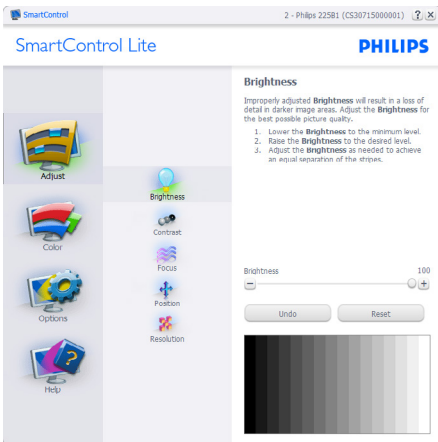 SmartControl
2 - Philips 225B1 (CS30715000001)
SmartControl Lite
PHILIPS
Adjust
Color
Options
Help
Brightness
Contrast
Focus
Position
Resolution
Brightness
Improperly adjusted Brightness will result in a loss of
detail in darker image areas. Adjust the Brightness for
the best possible picture quality.
1. Lower the Brightness to the minimum level.
2. Raise the Brightness to the desired level.
3. Adjust the Brightness as needed to achieve
an equal separation of the stripes.
Brightness 100
Undo Reset